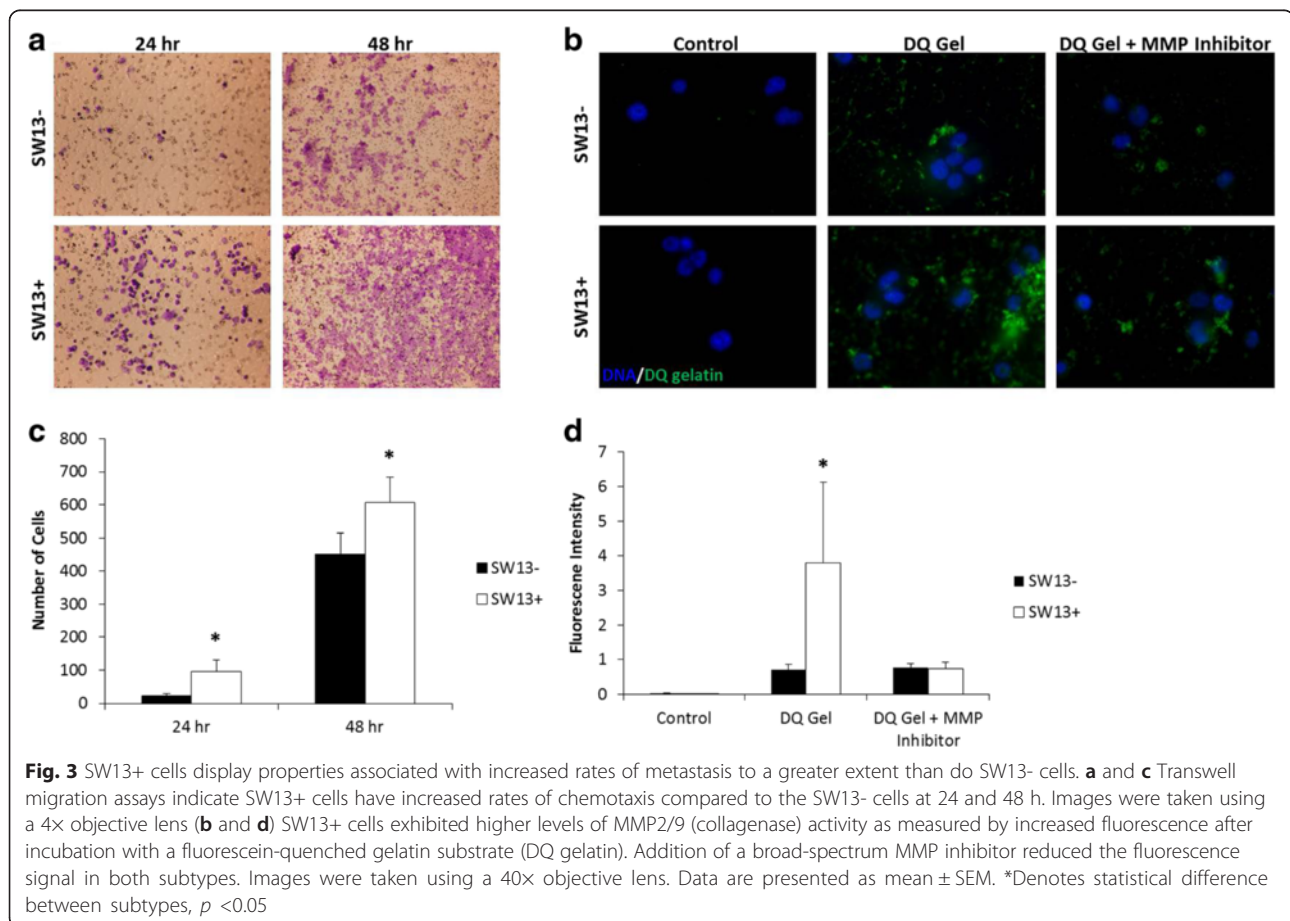 a
24 hr
48 hr
SW13-
SW13+
b
Control
DQ Gel
DQ Gel + MMP Inhibitor
SW13-
SW13+
DNA/DQ gelatin
c
Number of Cells
800
700
600
500
400
300
200
100
0
*
*
24 hr
48 hr
SW13-
SW13+
d
Fluorescene Intensity
7
6
5
4
3
2
1
0
*
Control
DQ Gel
DQ Gel + MMP
Inhibitor
SW13-
SW13+
Fig. 3 SW13+ cells display properties associated with increased rates of metastasis to a greater extent than do SW13- cells. a and c Transwell
migration assays indicate SW13+ cells have increased rates of chemotaxis compared to the SW13- cells at 24 and 48 h. Images were taken using
a 4× objective lens (b and d) SW13+ cells exhibited higher levels of MMP2/9 (collagenase) activity as measured by increased fluorescence after
incubation with a fluorescein-quenched gelatin substrate (DQ gelatin). Addition of a broad-spectrum MMP inhibitor reduced the fluorescence
signal in both subtypes. Images were taken using a 40× objective lens. Data are presented as mean ± SEM. *Denotes statistical difference
between subtypes, p <0.05